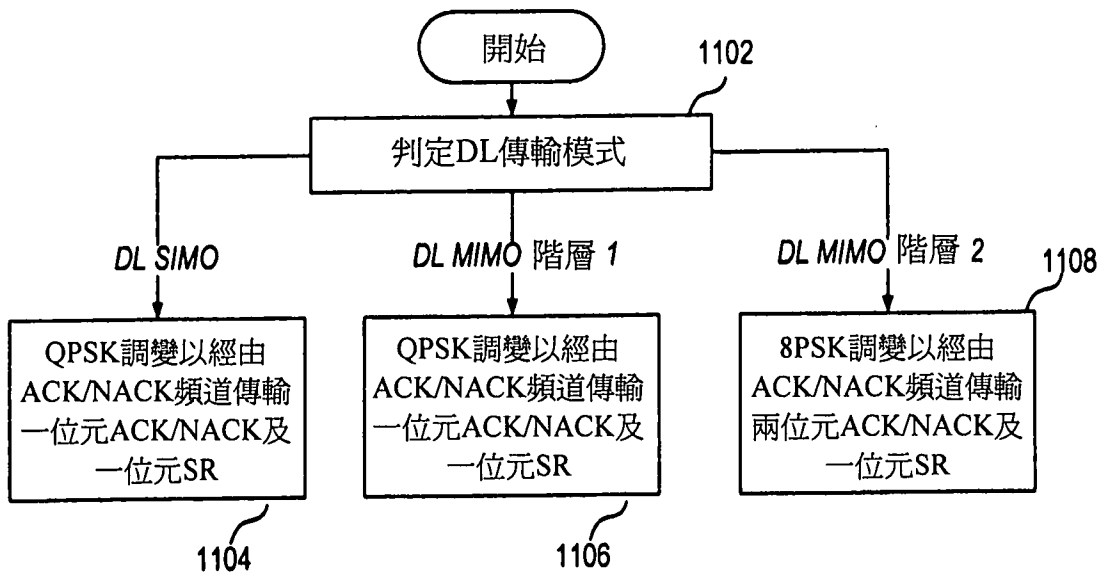 開始
1102
判定DL傳輸模式
DL SIMO
DL MIMO 階層 1
DL MIMO 階層 2
1108
QPSK調變以經由
ACK/NACK頻道傳輸
一位元ACK/NACK及
一位元SR
QPSK調變以經由
ACK/NACK頻道傳輸
一位元ACK/NACK及
一位元SR
8PSK調變以經由
ACK/NACK頻道傳輸
兩位元ACK/NACK及
一位元SR
1104
1106